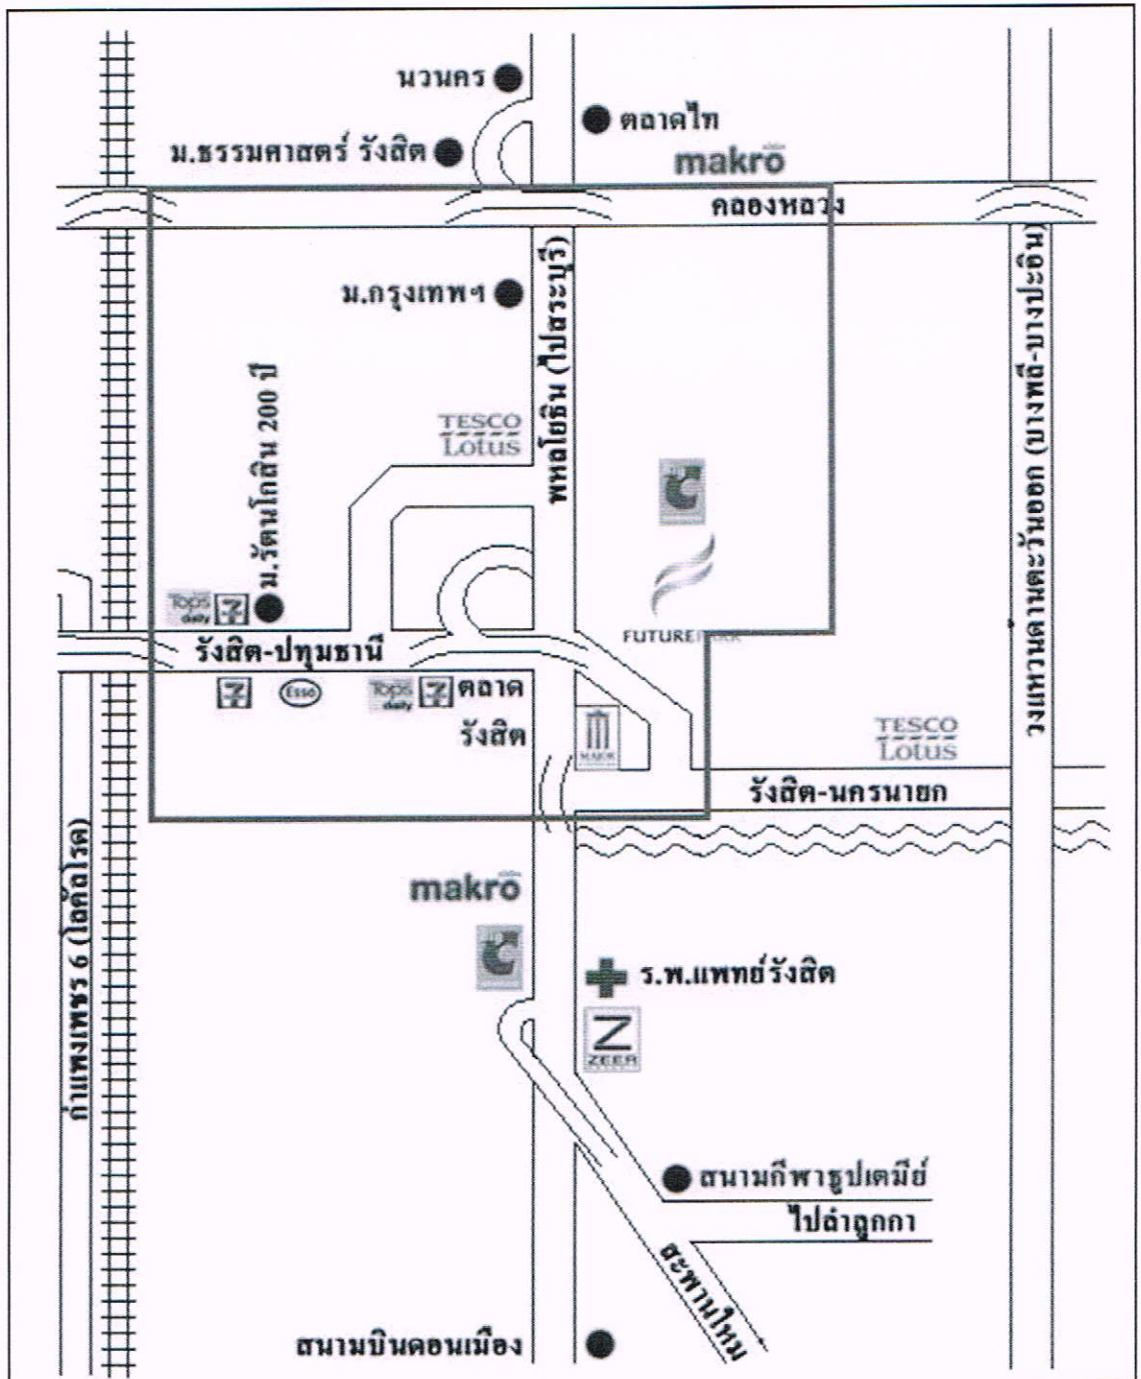 นวนคร
ตลาดไท
ม.ธรรมศาสตร์ รังสิต
makro
คลองหลวง
ม.กรุงเทพฯ
พหลโยธิน (ไปสระบุรี)
วงแหวนด้านตะวันออก (บางพลี-บางปะอิน)
ม.รัตนโกสิน 200 ปี
TESCO
Lotus
C
Tops
daily
7
FUTUREPARK
รังสิต-ปทุมธานี
7
Esso
Tops
daily
7
ตลาด
รังสิต
MAJOR
TESCO
Lotus
รังสิต-นครนายก
กำแพงเพชร 6 (โลคัลโรด)
makro
C
ร.พ.แพทย์รังสิต
Z
ZEER
สนามกีฬาธูปเตมีย์
ไปลำลูกกา
สะพานใหม่
สนามบินดอนเมือง